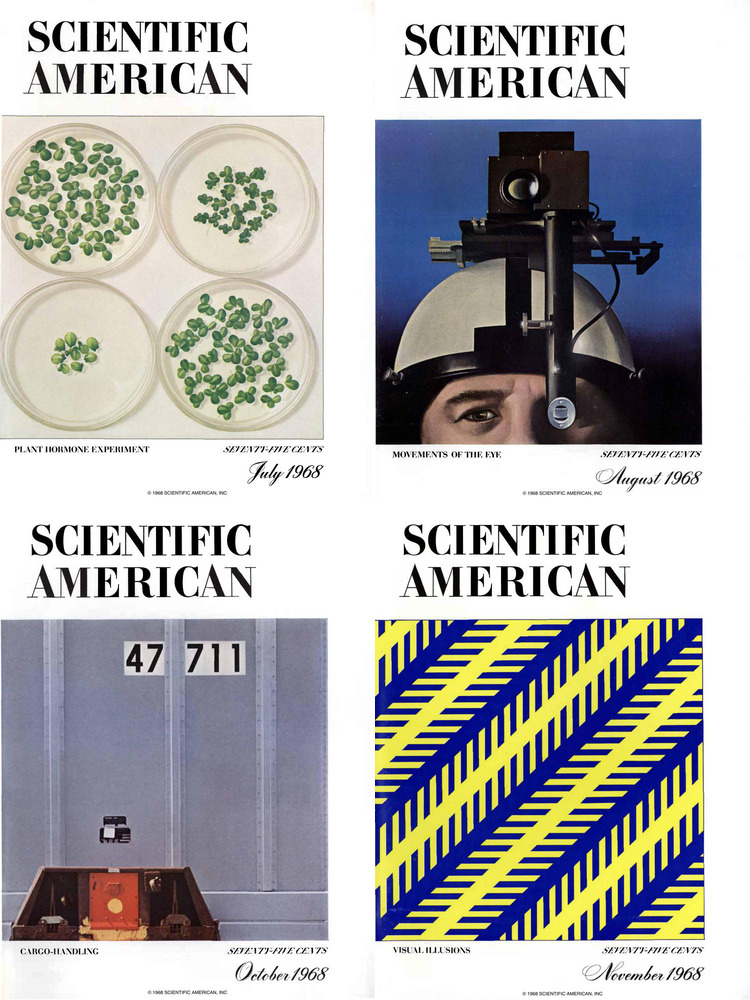 SCIENTIFIC
AMERICAN
PLANT HORMONE EXPERIMENT
SEVENTY-FIVE CENTS
July 1968
© 1968 SCIENTIFIC AMERICAN, INC
SCIENTIFIC
AMERICAN
MOVEMENTS OF THE EYE
SEVENTY-FIVE CENTS
August 1968
© 1968 SCIENTIFIC AMERICAN, INC
SCIENTIFIC
AMERICAN
47 711
CARGO-HANDLING
SEVENTY-FIVE CENTS
October 1968
© 1968 SCIENTIFIC AMERICAN, INC
SCIENTIFIC
AMERICAN
VISUAL ILLUSIONS
SEVENTY-FIVE CENTS
November 1968
© 1968 SCIENTIFIC AMERICAN, INC